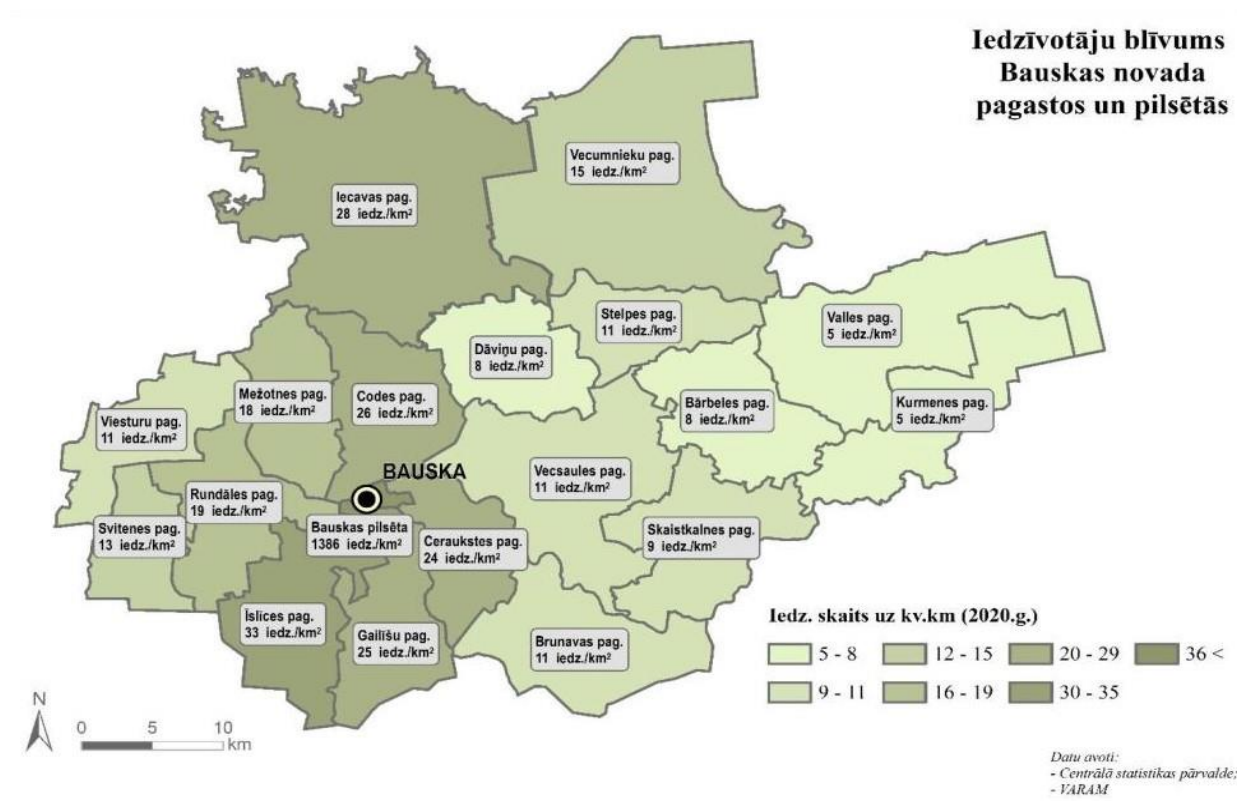 Iedzīvotāju blīvums
Bauskas novada
pagastos un pilsētās
Vecumnieku pag.
15 iedz./km²
Iecavas pag.
28 iedz./km²
Stelpes pag.
11 iedz./km²
Valles pag.
5 iedz./km²
Dāviņu pag.
8 iedz./km²
Mežotnes pag.
18 iedz./km²
Codes pag.
26 iedz./km²
Bārbeles pag.
8 iedz./km²
Kurmenes pag.
5 iedz./km²
Viesturu pag.
11 iedz./km²
BAUSKA
Vecsaules pag.
11 iedz./km²
Rundāles pag.
19 iedz./km²
Svitenes pag.
13 iedz./km²
Bauskas pilsēta
1386 iedz./km²
Ceraukstes pag.
24 iedz./km²
Skaistkalnes pag.
9 iedz./km²
Īslīces pag.
33 iedz./km²
Gailīšu pag.
25 iedz./km²
Brunavas pag.
11 iedz./km²
Iedz. skaits uz kv.km (2020.g.)
5 - 8 12 - 15 20 - 29 36 <
9 - 11 16 - 19 30 - 35
N
0 5 10
km
Datu avoti:
- Centrālā statistikas pārvalde;
- VARAM